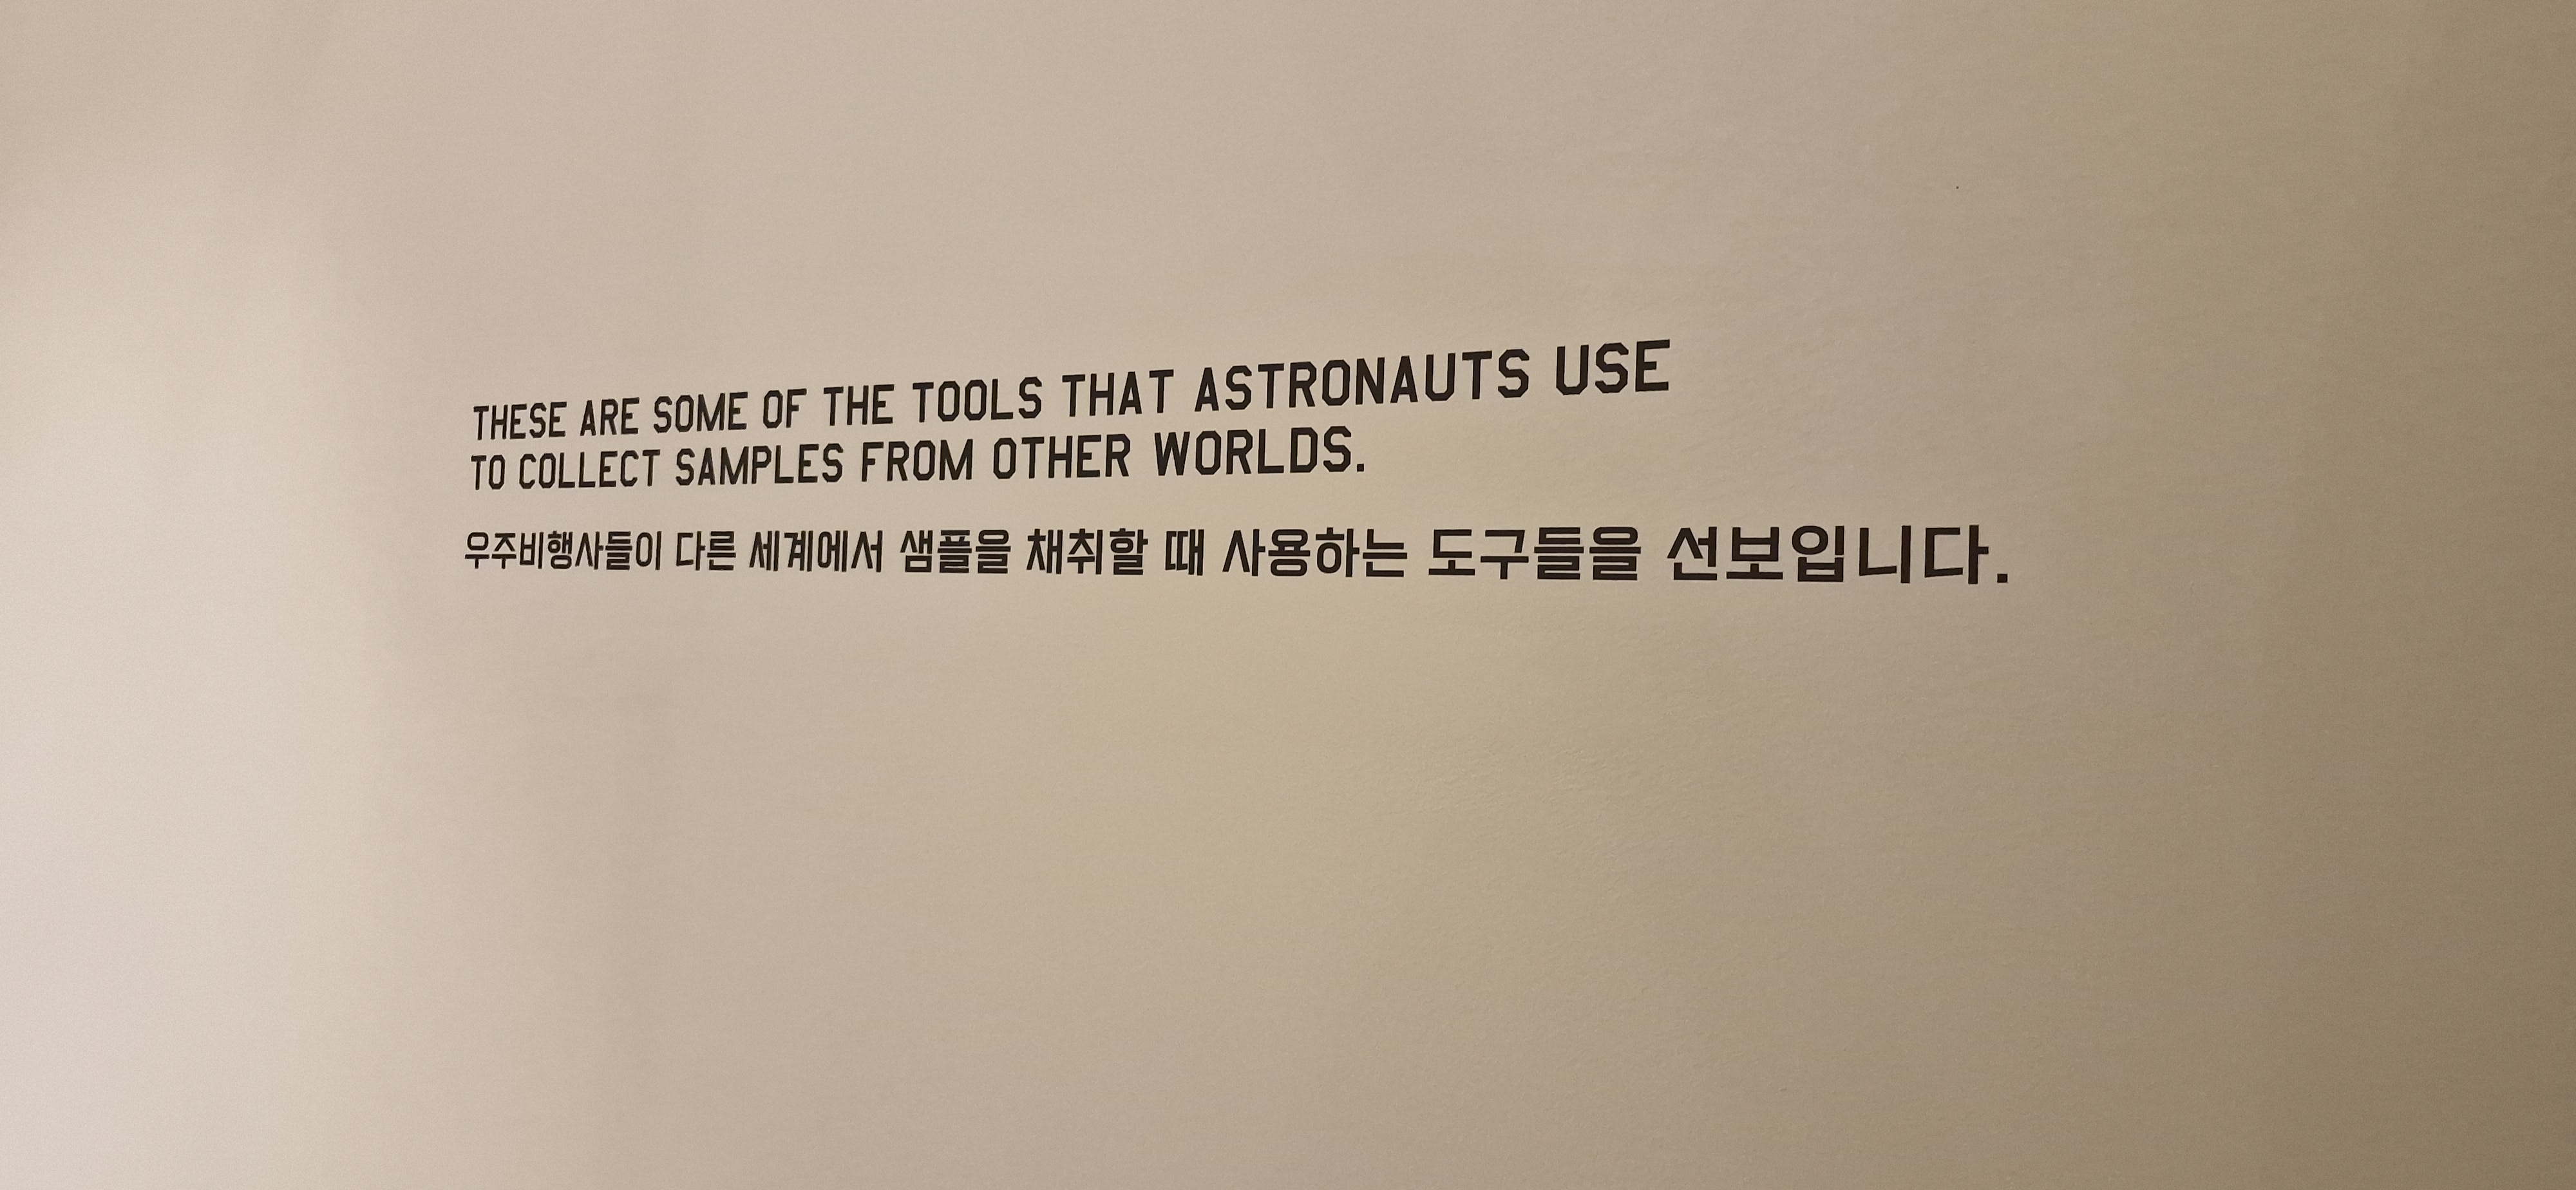 THESE ARE SOME OF THE TOOLS THAT ASTRONAUTS USE
TO COLLECT SAMPLES FROM OTHER WORLDS.
우주비행사들이 다른 세계에서 샘플을 채취할 때 사용하는 도구들을 선보입니다.